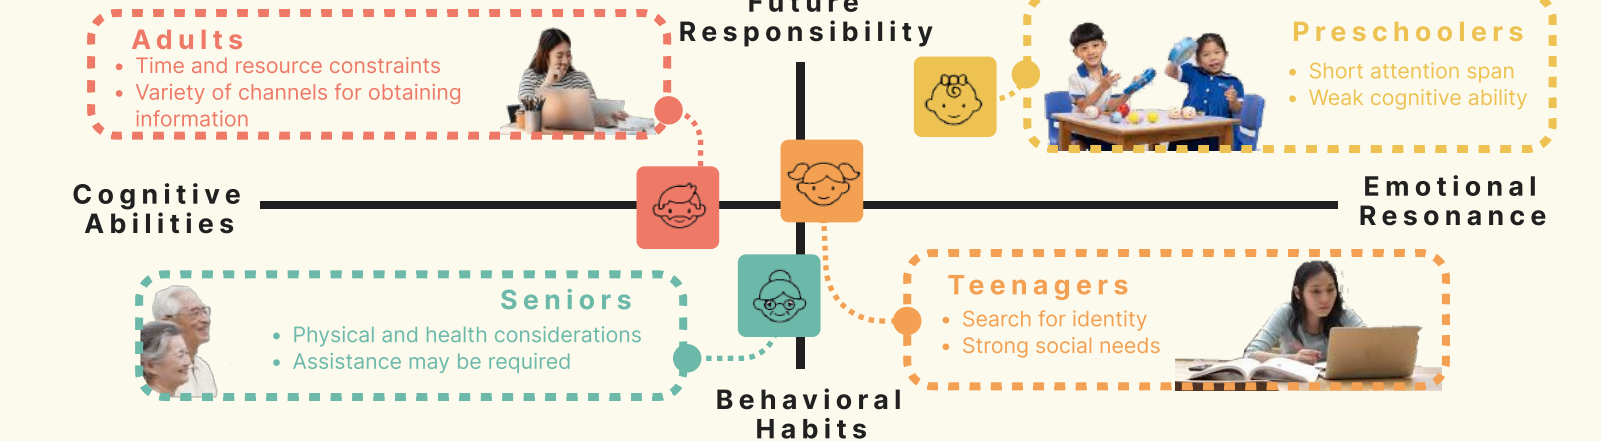 Future
Responsibility
Adults
• Time and resource constraints
• Variety of channels for obtaining
information
Preschoolers
• Short attention span
• Weak cognitive ability
Cognitive
Abilities
Emotional
Resonance
Seniors
• Physical and health considerations
• Assistance may be required
Teenagers
• Search for identity
• Strong social needs
Behavioral
Habits